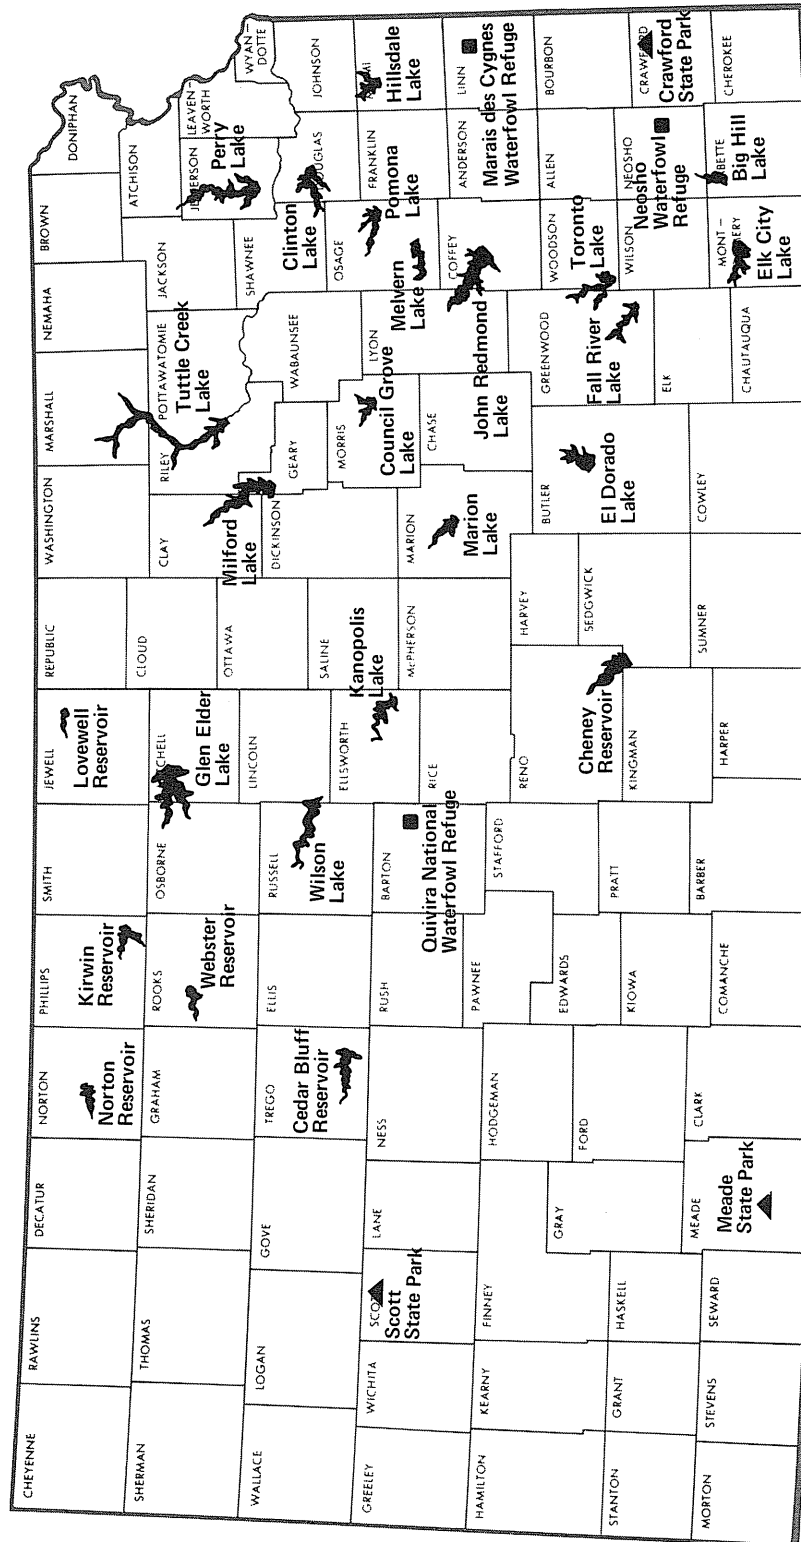 CHEYENNE
RAWLINS
DECATUR
NORTON
Norton
Reservoir
PHILLIPS
Kirwin
Reservoir
SMITH
JEWELL
Lovewell
Reservoir
REPUBLIC
WASHINGTON
MARSHALL
NEMAHA
BROWN
DONIPHAN
SHERMAN
THOMAS
SHERIDAN
GRAHAM
ROOKS
Webster
Reservoir
OSBORNE
Glen Elder
Lake
CLOUD
CLAY
RILEY
POTTAWATOMIE
Tuttle Creek
Lake
JACKSON
ATCHISON
JEFFERSON
Perry
Lake
LEAVEN-
WORTH
WYAN-
DOTTE
WALLACE
LOGAN
GOVE
TREGO
Cedar Bluff
Reservoir
ELLIS
RUSSELL
Wilson
Lake
LINCOLN
OTTAWA
Milford
Lake
DICKINSON
GEARY
WABAUNSEE
SHAWNEE
Clinton
Lake
DOUGLAS
JOHNSON
GREELEY
WICHITA
SCOTT
Scott
State Park
LANE
NESS
RUSH
BARTON
Quivira National
Waterfowl Refuge
ELLSWORTH
SALINE
Kanopolis
Lake
McPHERSON
MARION
Marion
Lake
MORRIS
Council Grove
Lake
CHASE
LYON
OSAGE
Melvern
Lake
Pomona
Lake
FRANKLIN
Hillsdale
Lake
HAMILTON
KEARNY
FINNEY
HODGEMAN
PAWNEE
STAFFORD
RICE
RENO
HARVEY
John Redmond
Lake
COFFEY
ANDERSON
LINN
Marais des Cygnes
Waterfowl Refuge
STANTON
GRANT
HASKELL
GRAY
FORD
EDWARDS
KIOWA
PRATT
Cheney
Reservoir
KINGMAN
SEDGWICK
BUTLER
El Dorado
Lake
GREENWOOD
Fall River
Lake
WOODSON
Toronto
Lake
ALLEN
BOURBON
WILSON
NEOSHO
Neosho
Waterfowl
Refuge
CRAWFORD
Crawford
State Park
MORTON
STEVENS
SEWARD
MEADE
Meade
State Park
CLARK
COMANCHE
BARBER
HARPER
SUMNER
COWLEY
ELK
CHAUTAUQUA
MONT-
Elk City
Lake
Big Hill
Lake
CHEROKEE